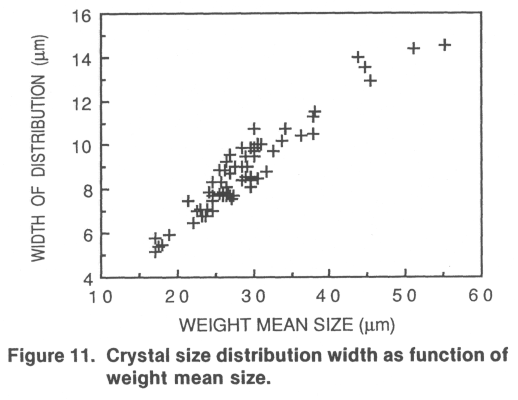 16
14
12
10
8
6
4
WIDTH OF DISTRIBUTION (μm)
10 20 30 40 50 60
WEIGHT MEAN SIZE (μm)
Figure 11. Crystal size distribution width as function of
weight mean size.